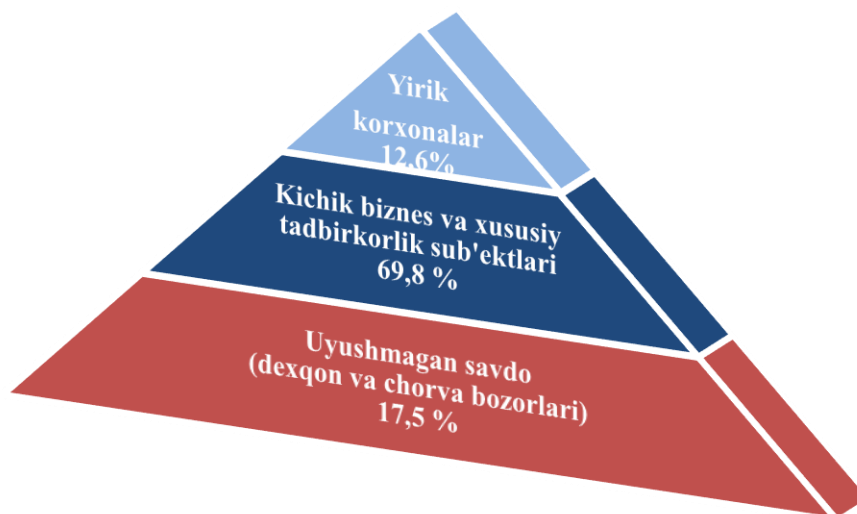 Yirik
korxonalar
12,6%
Kichik biznes va xususiy
tadbirkorlik sub'ektlari
69,8 %
Uyushmagan savdo
(dexqon va chorva bozorlari)
17,5 %